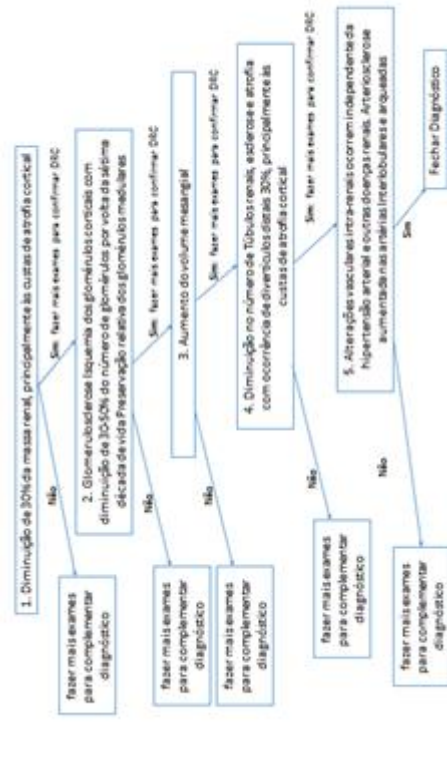 1. Diminuição de 30% da massa renal, principalmente às custas de atrofia cortical
Sim: fazer mais exames para confirmar DRC
Não
fazer mais exames
para complementar
diagnóstico
2. Glomerulosclerose Isquemia dos glomérulos corticais com
diminuição de 30-50% do número de glomérulos por volta da sétima
década de vida Preservação relativa dos glomérulos medulares
Sim: fazer mais exames para confirmar DRC
Não
fazer mais exames
para complementar
diagnóstico
3. Aumento do volume mesangial
Sim: fazer mais exames para confirmar DRC
Não
fazer mais exames
para complementar
diagnóstico
4. Diminuição no número de Túbulos renais, esclerose e atrofia
com ocorrência de divertículos distais 30%, principalmente às
custas de atrofia cortical
Sim: fazer mais exames para confirmar DRC
Não
fazer mais exames
para complementar
diagnóstico
5. Alterações vasculares intra-renais ocorrem independente da
hipertensão arterial e outras doenças renais. Arteriosclerose
aumentada nas artérias interlobulares e arqueadas
Sim
Fechar Diagnóstico
Não
fazer mais exames
para complementar
diagnóstico